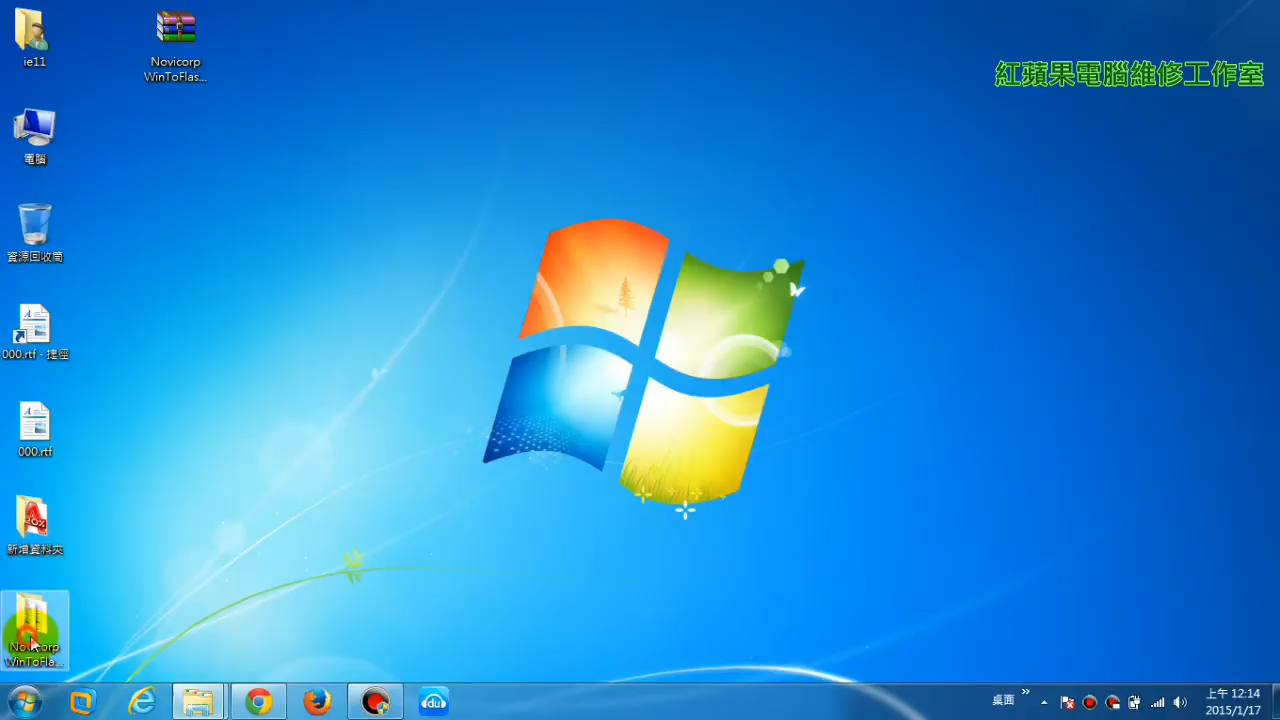 ie11
Novicorp
WinToFlas...
紅蘋果電腦維修工作室
電腦
資源回收筒
000.rtf - 捷徑
000.rtf
新增資料夾
Novicorp
WinToFla...
桌面
上午 12:14
2015/1/17
du